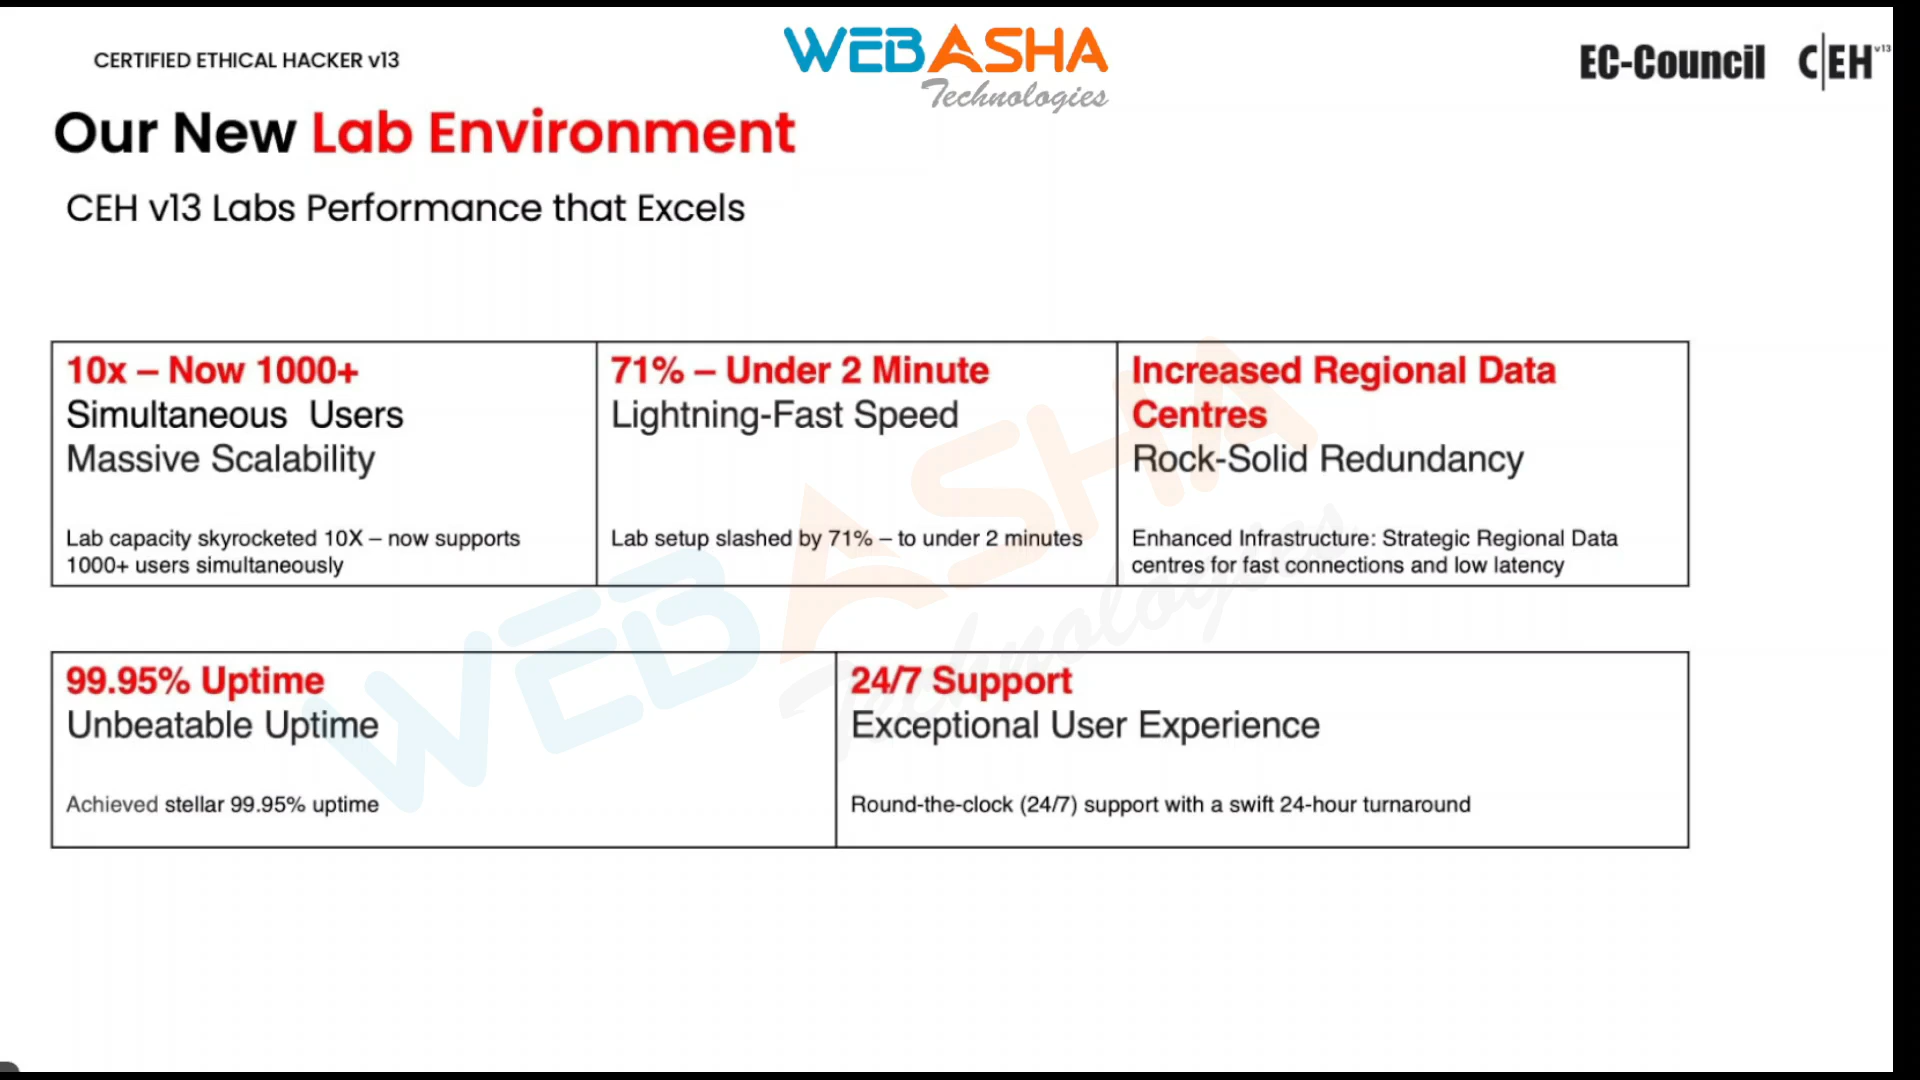 CERTIFIED ETHICAL HACKER v13
WEBASHA
Technologies
EC-Council C|EH v13
Our New Lab Environment
CEH v13 Labs Performance that Excels
10x – Now 1000+
Simultaneous Users
Massive Scalability
Lab capacity skyrocketed 10X – now supports
1000+ users simultaneously
71% – Under 2 Minute
Lightning-Fast Speed
Lab setup slashed by 71% – to under 2 minutes
Increased Regional Data
Centres
Rock-Solid Redundancy
Enhanced Infrastructure: Strategic Regional Data
centres for fast connections and low latency
99.95% Uptime
Unbeatable Uptime
Achieved stellar 99.95% uptime
24/7 Support
Exceptional User Experience
Round-the-clock (24/7) support with a swift 24-hour turnaround
WEBASHA
Technologies